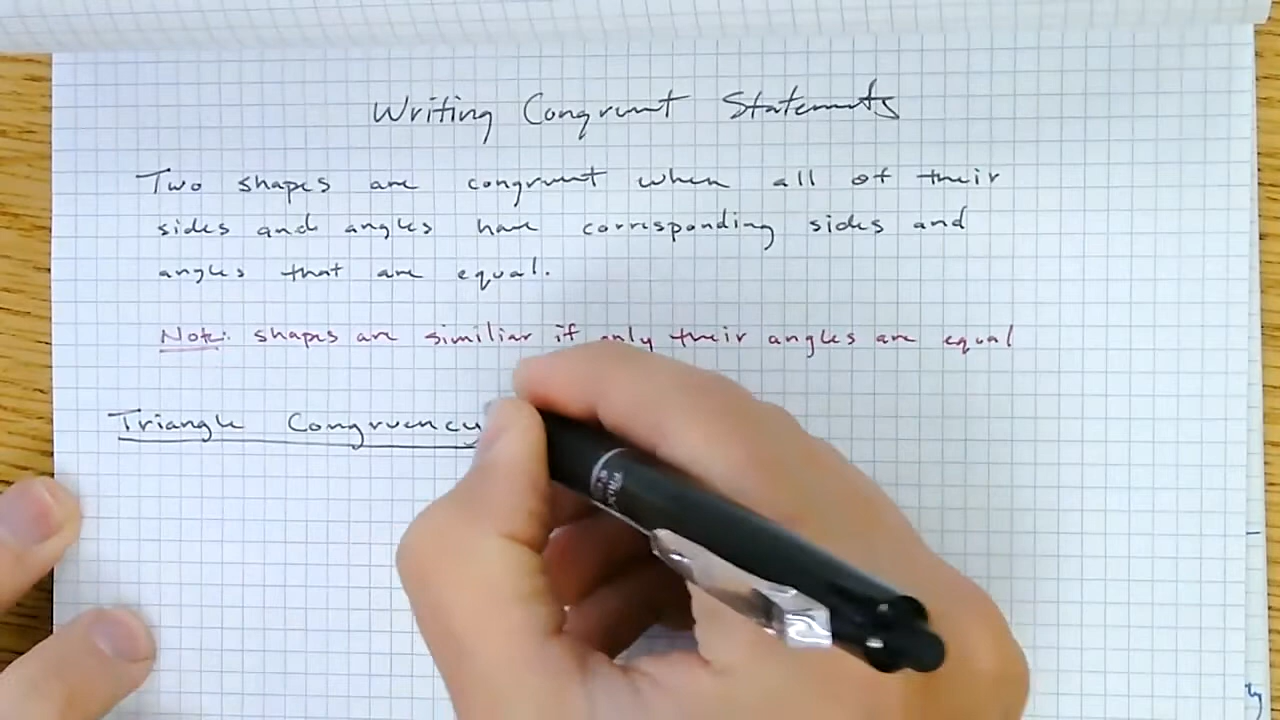 Writing Congruent Statements
Two shapes are congruent when all of their
sides and angles have corresponding sides and
angles that are equal.
Note: shapes are similiar if only their angles are equal
Triangle Congruency